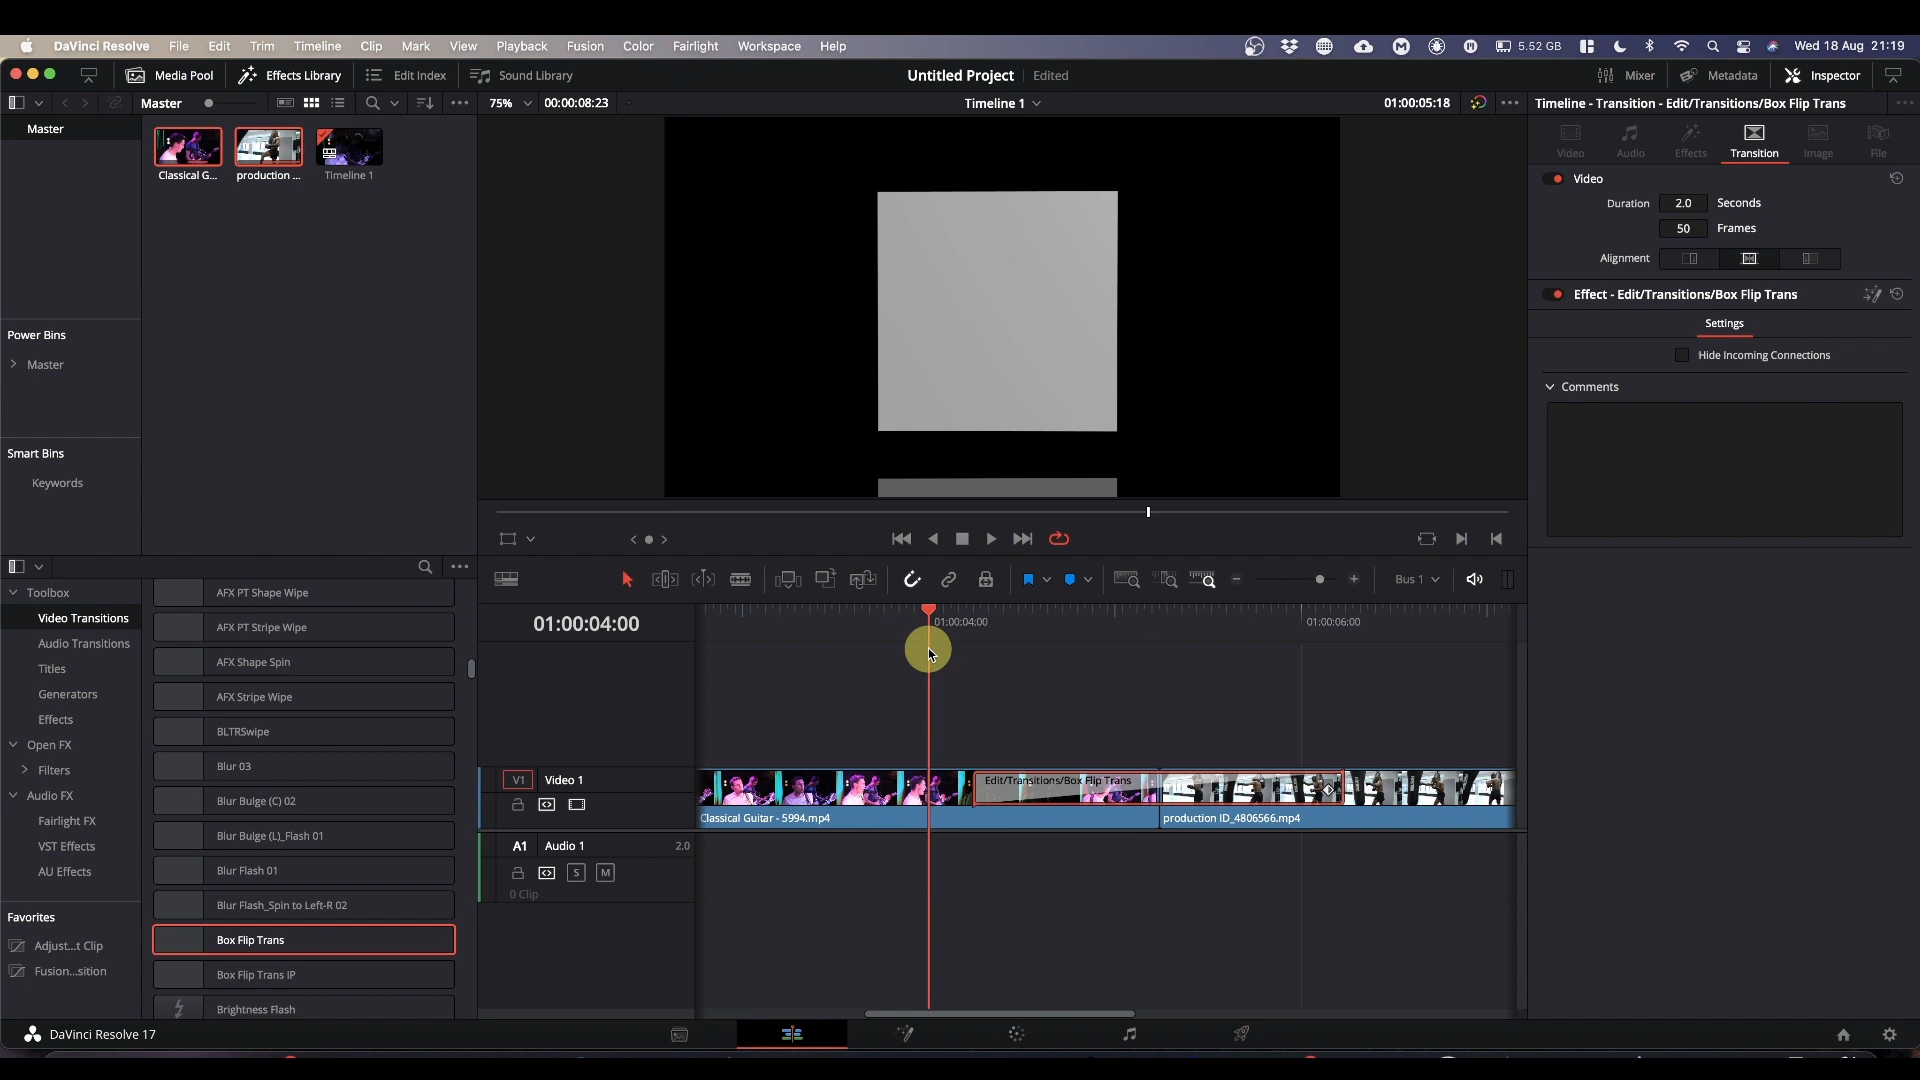 DaVinci Resolve File Edit Trim Timeline Clip Mark View Playback Fusion Color Fairlight Workspace Help 5.52 GB Wed 18 Aug 21:19
Media Pool Effects Library Edit Index Sound Library Untitled Project Edited Mixer Metadata Inspector
Master 75% 00:00:08:23 Timeline 1 01:00:05:18 Timeline - Transition - Edit/Transitions/Box Flip Trans
Master
Classical G... production ... Timeline 1
Power Bins
Master
Smart Bins
Keywords
Video Audio Effects Transition Image File
Video
Duration 2.0 Seconds
50 Frames
Alignment
Effect - Edit/Transitions/Box Flip Trans
Settings
Hide Incoming Connections
Comments
Toolbox
Video Transitions
Audio Transitions
Titles
Generators
Effects
Open FX
Filters
Audio FX
Fairlight FX
VST Effects
AU Effects
Favorites
Adjust...t Clip
Fusion...sition
AFX PT Shape Wipe
AFX PT Stripe Wipe
AFX Shape Spin
AFX Stripe Wipe
BLTRSwipe
Blur 03
Blur Bulge (C) 02
Blur Bulge (L)_Flash 01
Blur Flash 01
Blur Flash_Spin to Left-R 02
Box Flip Trans
Box Flip Trans IP
Brightness Flash
Bus 1
01:00:04:00
01:00:04:00 01:00:06:00
V1 Video 1
Edit/Transitions/Box Flip Trans
Classical Guitar - 5994.mp4 production ID_4806566.mp4
A1 Audio 1 2.0
S M
0 Clip
DaVinci Resolve 17